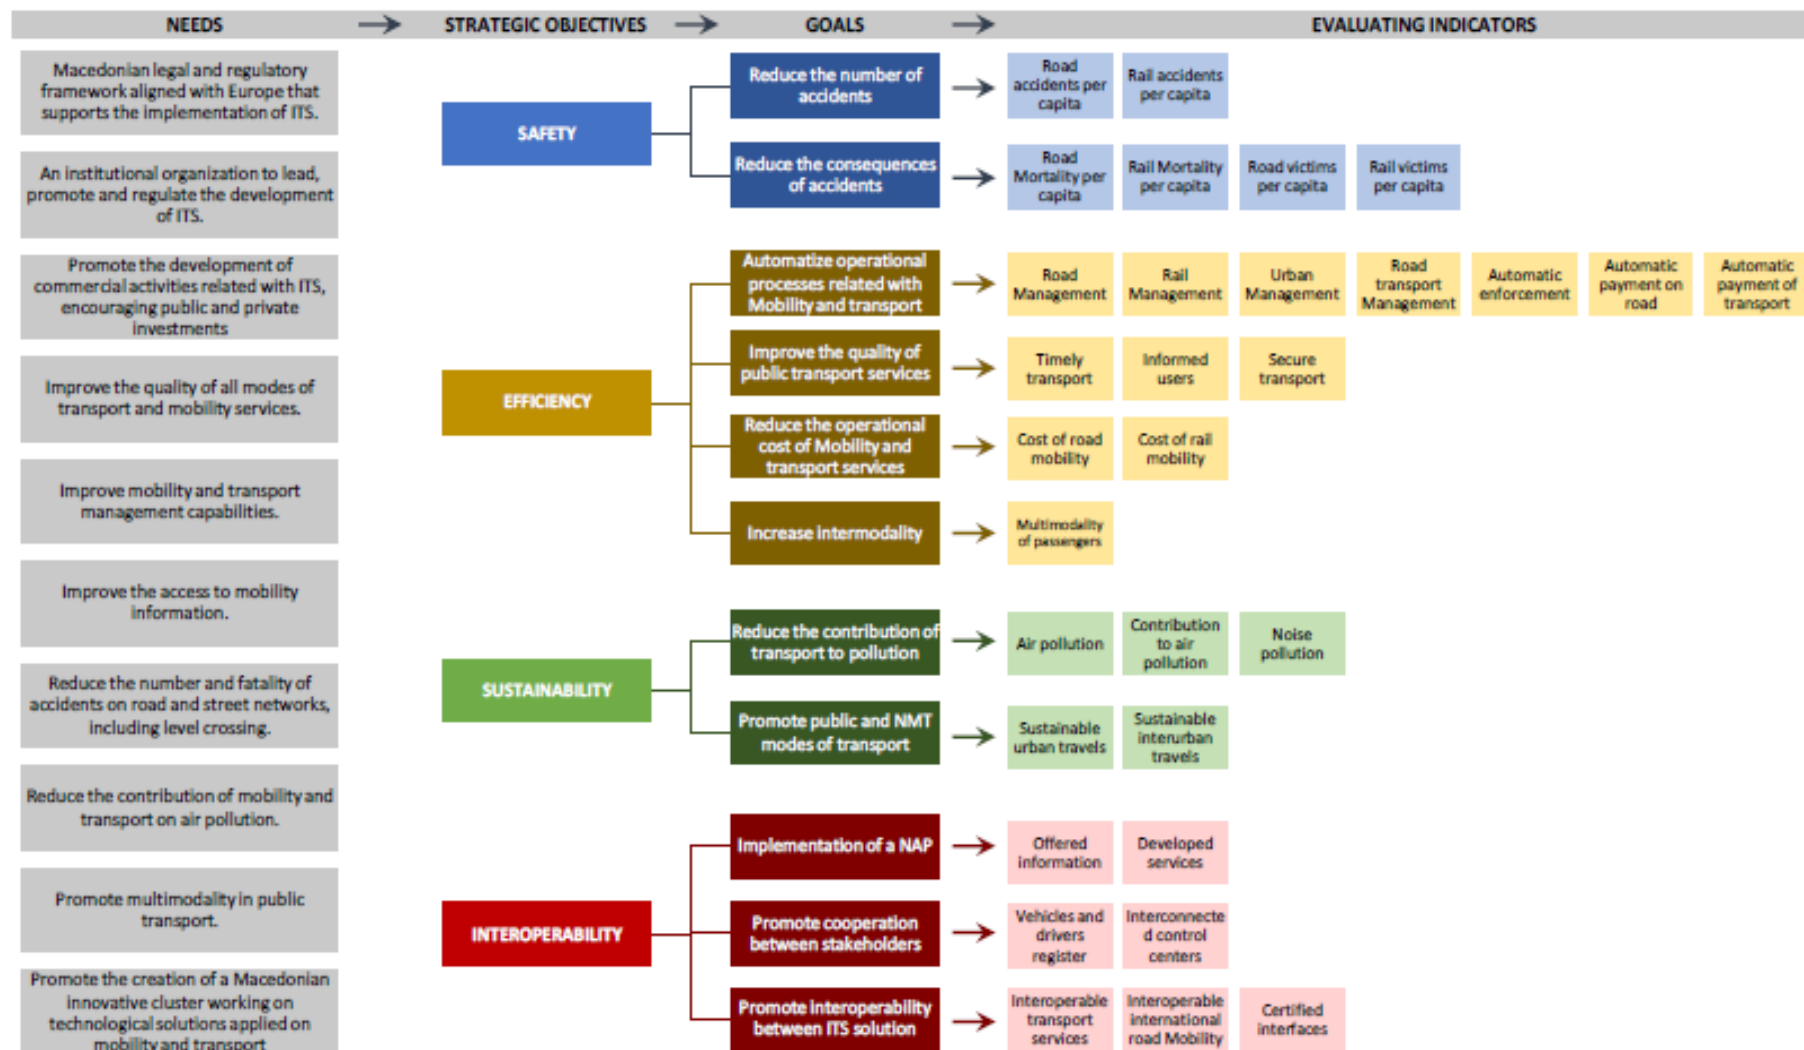 NEEDS
STRATEGIC OBJECTIVES
GOALS
EVALUATING INDICATORS
Macedonian legal and regulatory
framework aligned with Europe that
supports the implementation of ITS.
An institutional organization to lead,
promote and regulate the development
of ITS.
Promote the development of
commercial activities related with ITS,
encouraging public and private
investments
Improve the quality of all modes of
transport and mobility services.
Improve mobility and transport
management capabilities.
Improve the access to mobility
information.
Reduce the number and fatality of
accidents on road and street networks,
including level crossing.
Reduce the contribution of mobility and
transport on air pollution.
Promote multimodality in public
transport.
Promote the creation of a Macedonian
innovative cluster working on
technological solutions applied on
mobility and transport
SAFETY
Reduce the number of
accidents
Road
accidents per
capita
Rail accidents
per capita
Reduce the consequences
of accidents
Road
Mortality per
capita
Rail Mortality
per capita
Road victims
per capita
Rail victims
per capita
EFFICIENCY
Automatize operational
processes related with
Mobility and transport
Road
Management
Rail
Management
Urban
Management
Road
transport
Management
Automatic
enforcement
Automatic
payment on
road
Automatic
payment of
transport
Improve the quality of
public transport services
Timely
transport
Informed
users
Secure
transport
Reduce the operational
cost of Mobility and
transport services
Cost of road
mobility
Cost of rail
mobility
Increase intermodality
Multimodality
of passengers
SUSTAINABILITY
Reduce the contribution of
transport to pollution
Air pollution
Contribution
to air
pollution
Noise
pollution
Promote public and NMT
modes of transport
Sustainable
urban travels
Sustainable
interurban
travels
INTEROPERABILITY
Implementation of a NAP
Offered
information
Developed
services
Promote cooperation
between stakeholders
Vehicles and
drivers
register
Interconnecte
d control
centers
Promote interoperability
between ITS solution
Interoperable
transport
services
Interoperable
international
road Mobility
Certified
interfaces